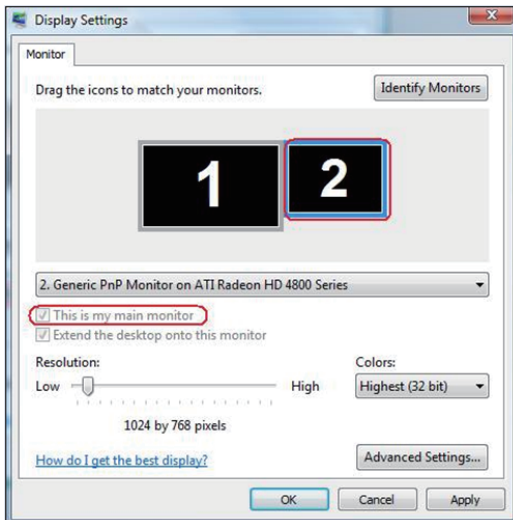 Display Settings
Monitor
Drag the icons to match your monitors.
Identify Monitors
1
2
2. Generic PnP Monitor on ATI Radeon HD 4800 Series
This is my main monitor
Extend the desktop onto this monitor
Resolution:
Colors:
Low
High
Highest (32 bit)
1024 by 768 pixels
How do I get the best display?
Advanced Settings...
OK
Cancel
Apply